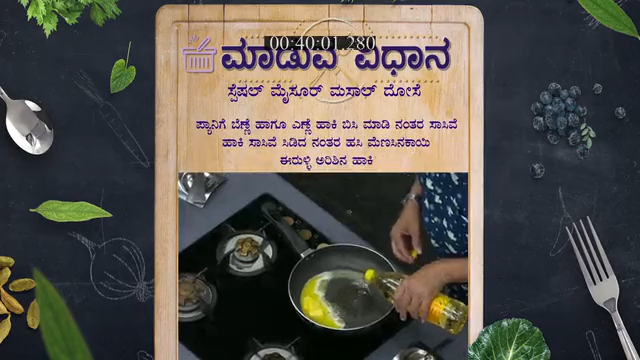 00:40:01.280
ಮಾಡುವ ವಿಧಾನ
ಸ್ಪೆಷಲ್ ಮೈಸೂರ್ ಮಸಾಲ್ ದೋಸೆ
ಪ್ಯಾನಿಗೆ ಬೆಣ್ಣೆ ಹಾಗೂ ಎಣ್ಣೆ ಹಾಕಿ ಬಿಸಿ ಮಾಡಿ ನಂತರ ಸಾಸಿವೆ
ಹಾಕಿ ಸಾಸಿವೆ ಸಿಡಿದ ನಂತರ ಹಸಿ ಮೆಣಸಿನಕಾಯಿ
ಈರುಳ್ಳಿ ಅರಿಶಿನ ಹಾಕಿ